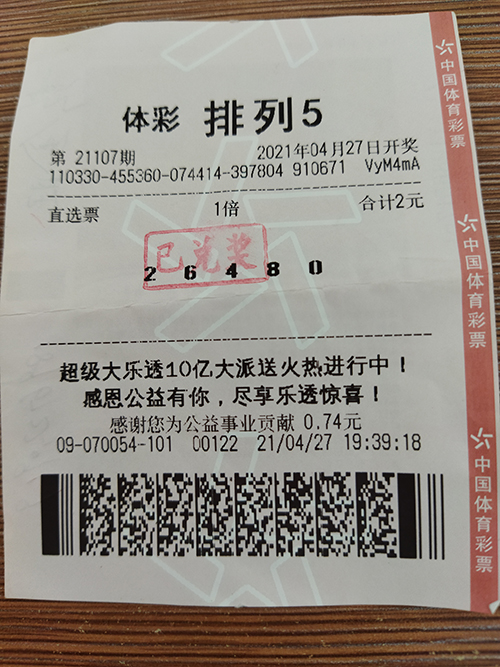 体彩 排列5
第 21107期 2021年04月27日开奖
110330-455360-074414-397804 910671 VyM4mA
直选票 1倍 合计2元
已兑奖
2 6 4 8 0
超级大乐透10亿大派送火热进行中！
感恩公益有你，尽享乐透惊喜！
感谢您为公益事业贡献 0.74元
09-070054-101 00122 21/04/27 19:39:18
中国体育彩票
中国体育彩票
中国体育彩票